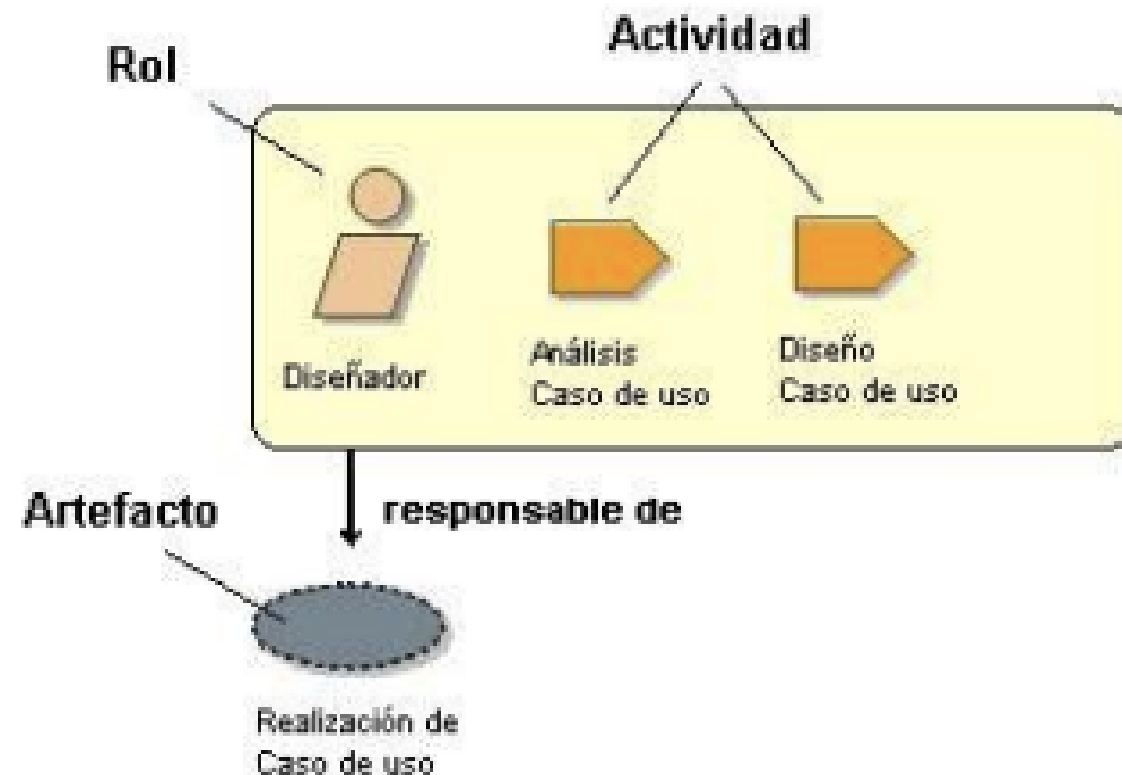 Actividad
Rol
Diseñador
Análisis
Caso de uso
Diseño
Caso de uso
Artefacto
responsable de
Realización de
Caso de uso